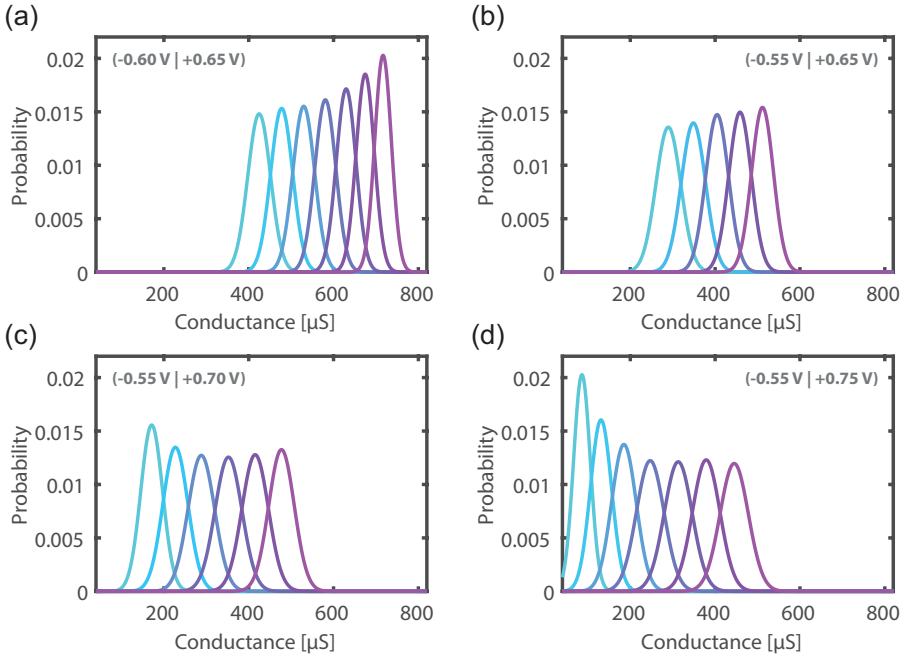 (a)
(-0.60 V | +0.65 V)
0.02
0.015
0.01
0.005
0
Probability
200 400 600 800
Conductance [µS]
(b)
(-0.55 V | +0.65 V)
0.02
0.015
0.01
0.005
0
Probability
200 400 600 800
Conductance [µS]
(c)
(-0.55 V | +0.70 V)
0.02
0.015
0.01
0.005
0
Probability
200 400 600 800
Conductance [µS]
(d)
(-0.55 V | +0.75 V)
0.02
0.015
0.01
0.005
0
Probability
200 400 600 800
Conductance [µS]